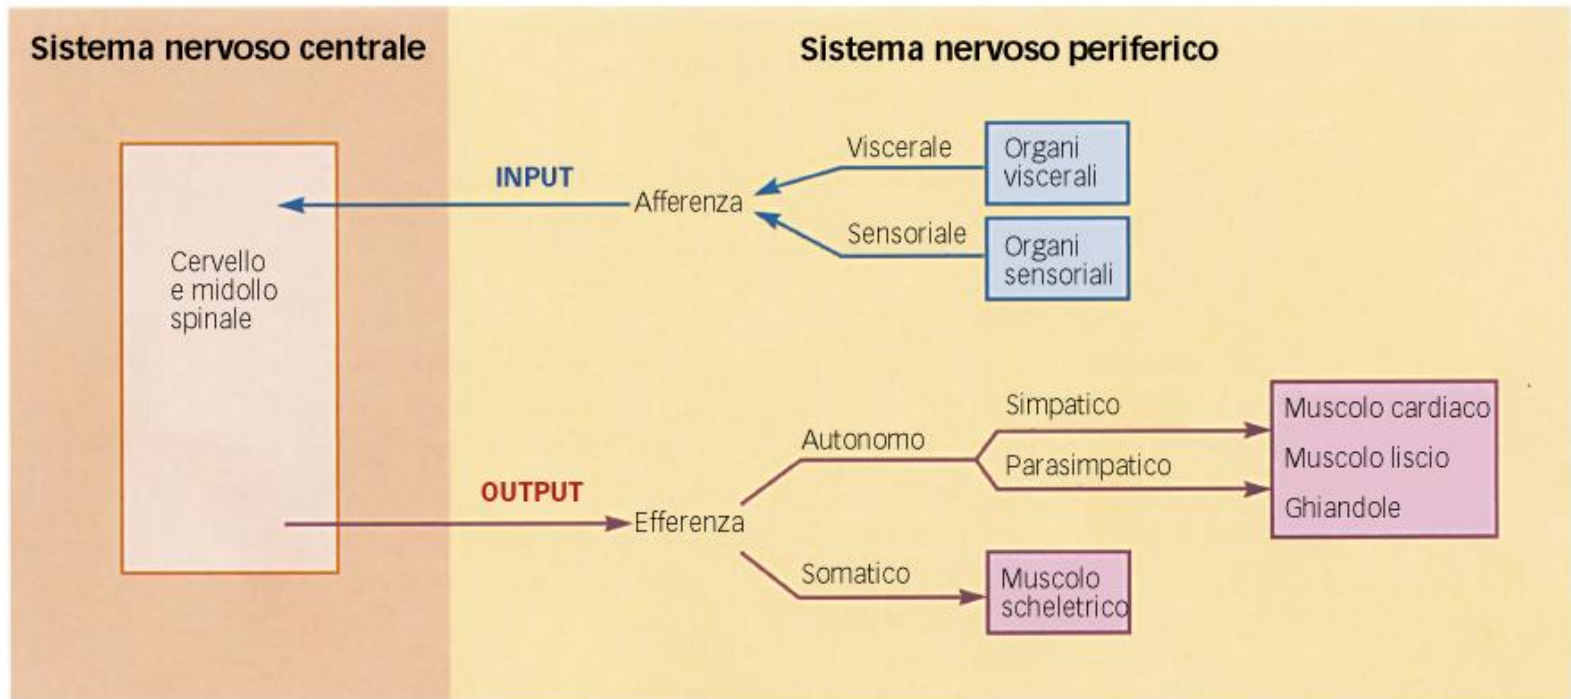 Sistema nervoso centrale
Sistema nervoso periferico
Cervello
e midollo
spinale
INPUT
Afferenza
Viscerale
Organi
viscerali
Sensoriale
Organi
sensoriali
OUTPUT
Efferenza
Autonomo
Simpatico
Parasimpatico
Muscolo cardiaco
Muscolo liscio
Ghiandole
Somatico
Muscolo
scheletrico